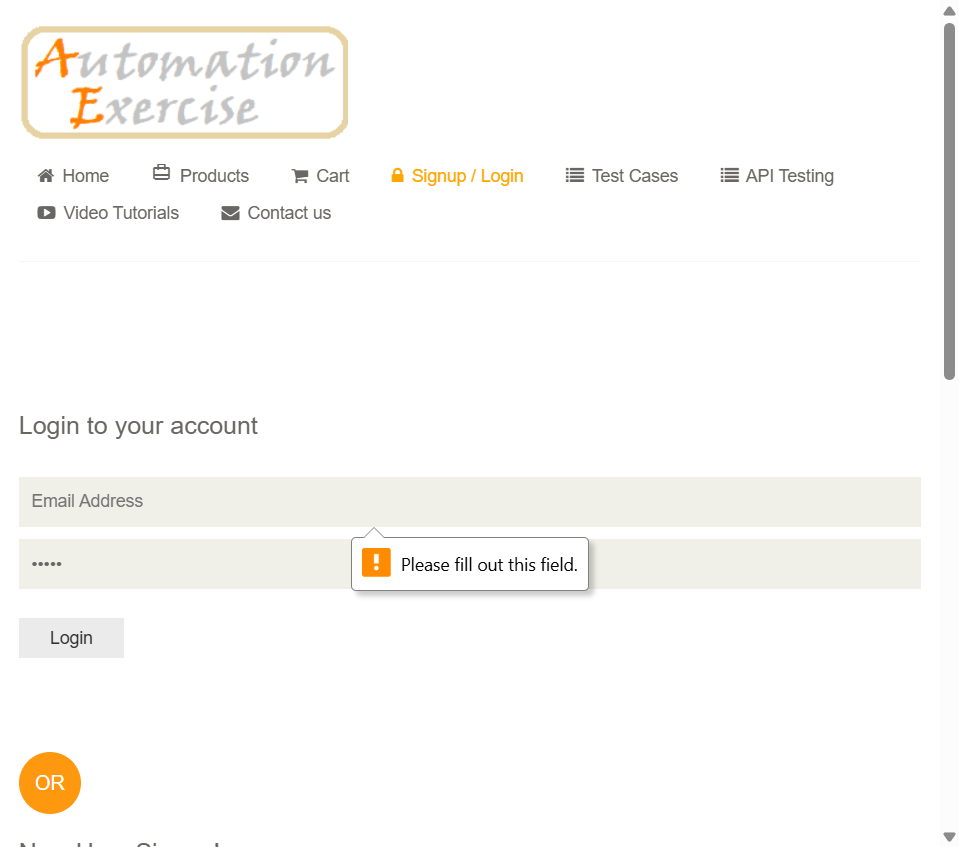 Automation
Exercise
Home Products Cart Signup / Login Test Cases API Testing
Video Tutorials Contact us
Login to your account
Email Address
•••••
Please fill out this field.
Login
OR